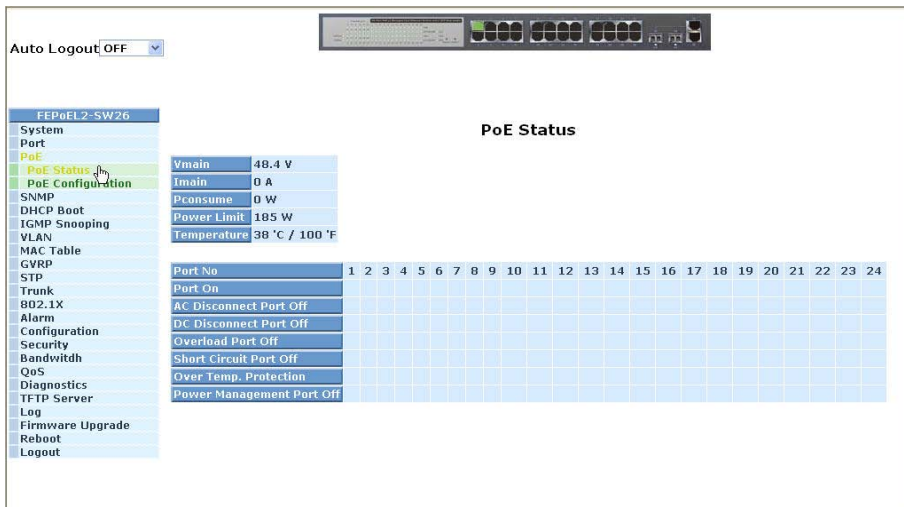 Auto Logout OFF
FEPoEL2-SW26
System
Port
PoE
PoE Status
PoE Configuration
SNMP
DHCP Boot
IGMP Snooping
VLAN
MAC Table
GVRP
STP
Trunk
802.1X
Alarm
Configuration
Security
Bandwitdh
QoS
Diagnostics
TFTP Server
Log
Firmware Upgrade
Reboot
Logout
PoE Status
Vmain 48.4 V
Imain 0 A
Pconsume 0 W
Power Limit 185 W
Temperature 38 'C / 100 'F
Port No 1 2 3 4 5 6 7 8 9 10 11 12 13 14 15 16 17 18 19 20 21 22 23 24
Port On
AC Disconnect Port Off
DC Disconnect Port Off
Overload Port Off
Short Circuit Port Off
Over Temp. Protection
Power Management Port Off